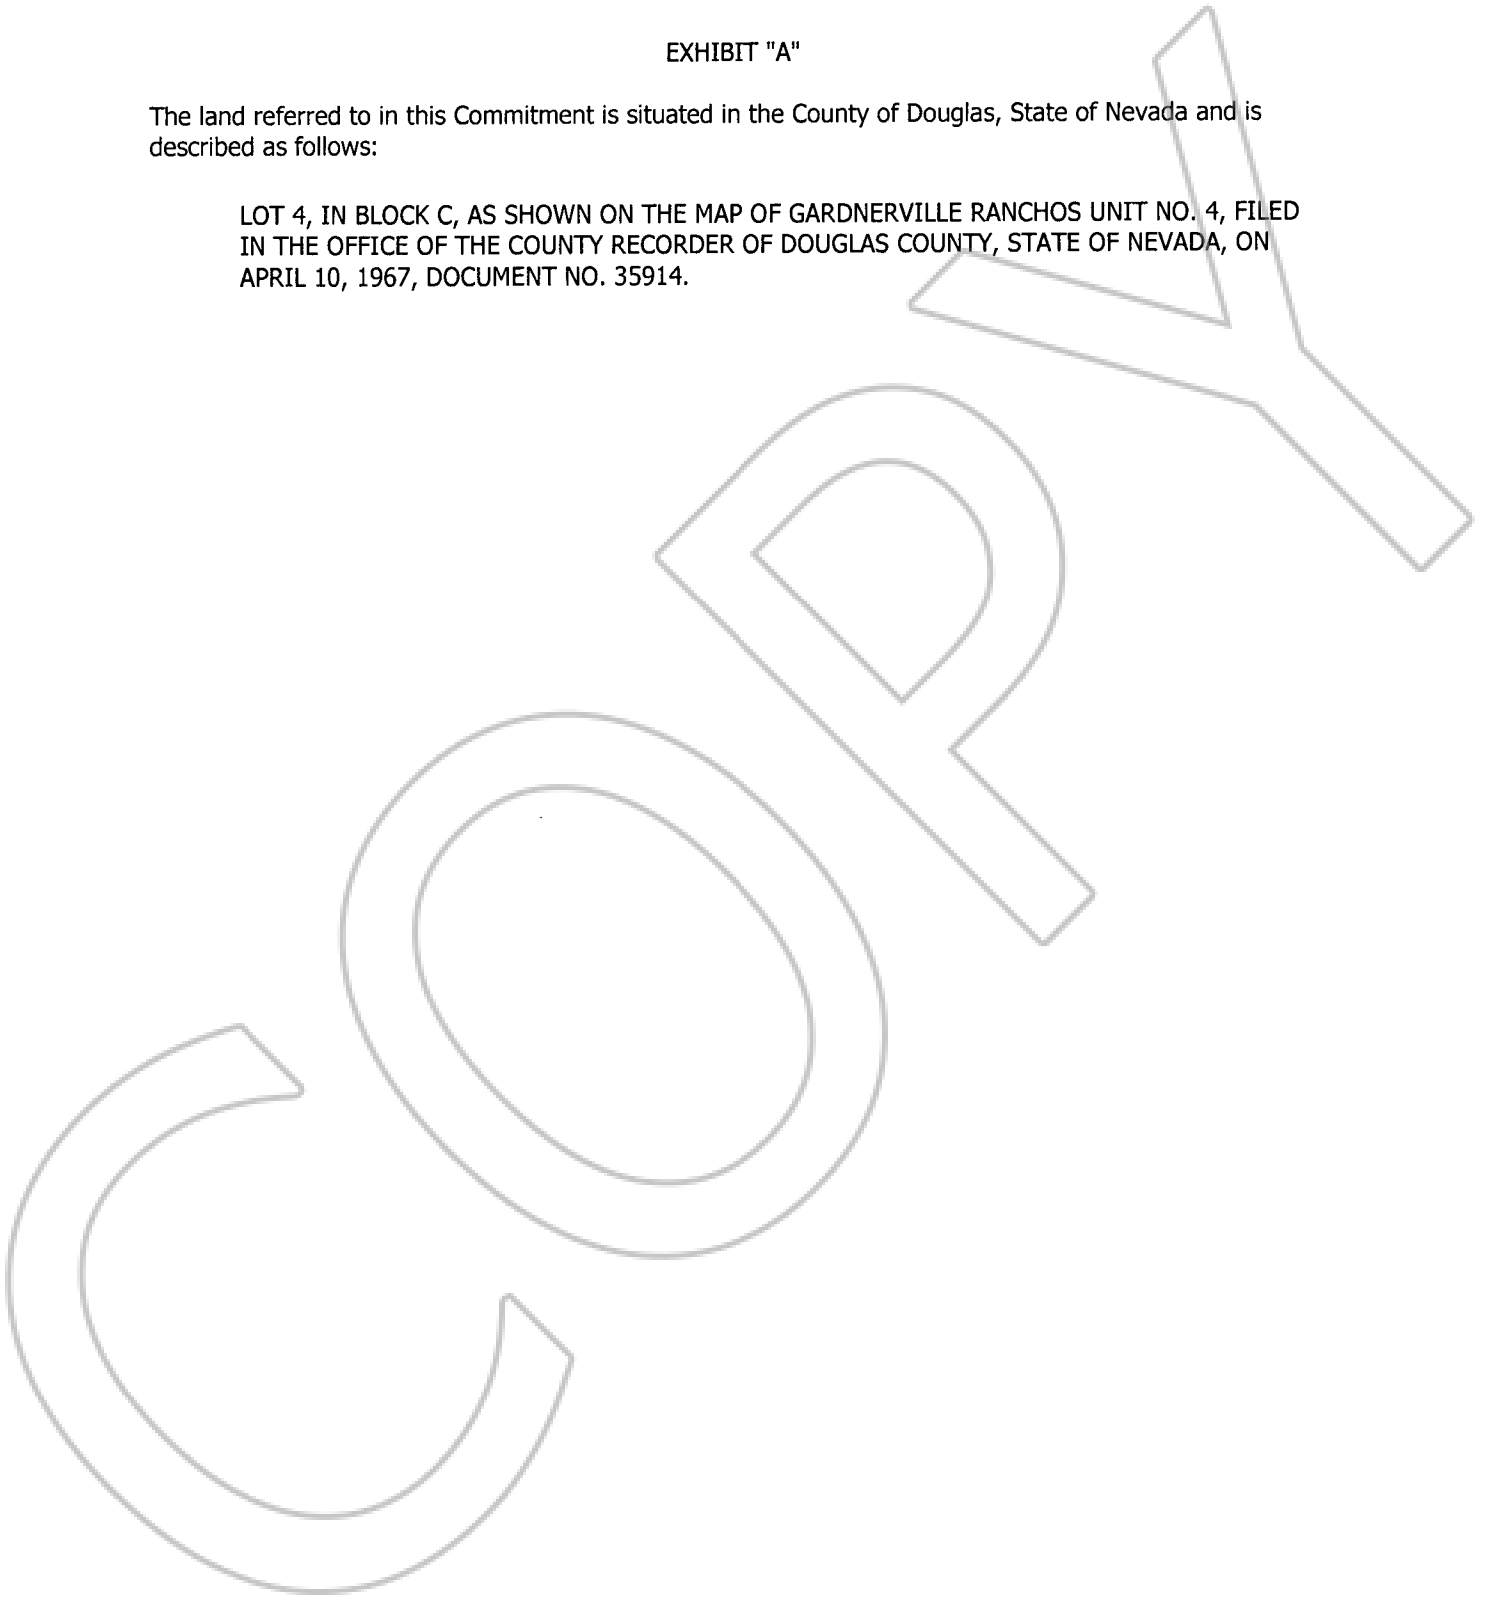 EXHIBIT "A"
The land referred to in this Commitment is situated in the County of Douglas, State of Nevada and is
described as follows:
LOT 4, IN BLOCK C, AS SHOWN ON THE MAP OF GARDNERVILLE RANCHOS UNIT NO. 4, FILED
IN THE OFFICE OF THE COUNTY RECORDER OF DOUGLAS COUNTY, STATE OF NEVADA, ON
APRIL 10, 1967, DOCUMENT NO. 35914.
COPY